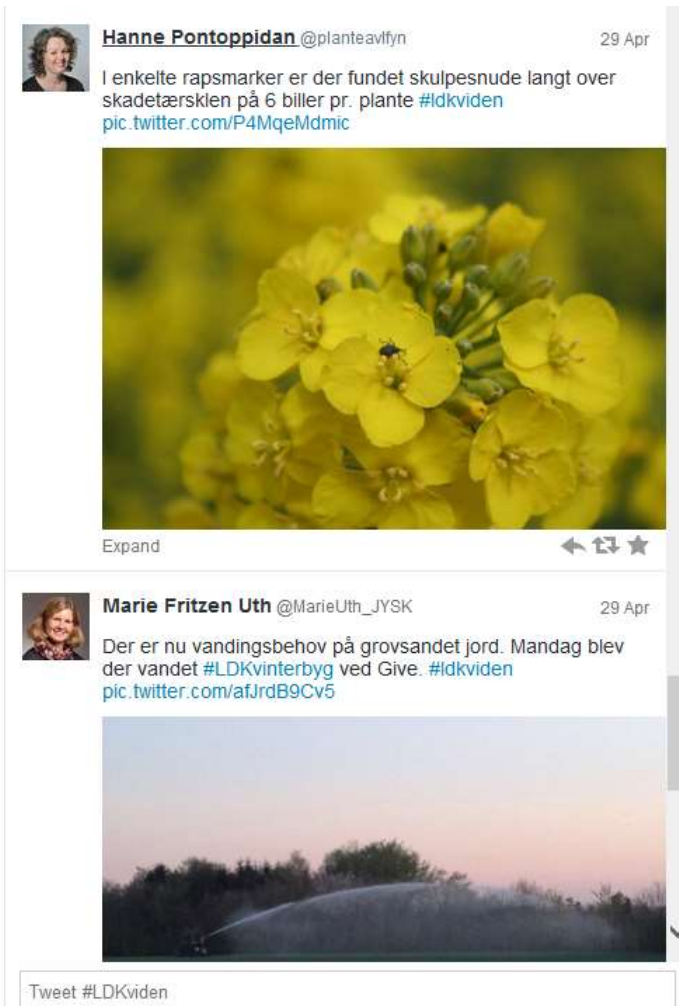 Hanne Pontoppidan @planteavlfyn 29 Apr
I enkelte rapsmarker er der fundet skulpesnude langt over
skadetærsklen på 6 biller pr. plante #ldkviden
pic.twitter.com/P4MqeMdmic
Expand
Marie Fritzen Uth @MarieUth_JYSK 29 Apr
Der er nu vandingsbehov på grovsandet jord. Mandag blev
der vandet #LDKvinterbyg ved Give. #ldkviden
pic.twitter.com/afJrdB9Cv5
Tweet #LDKviden